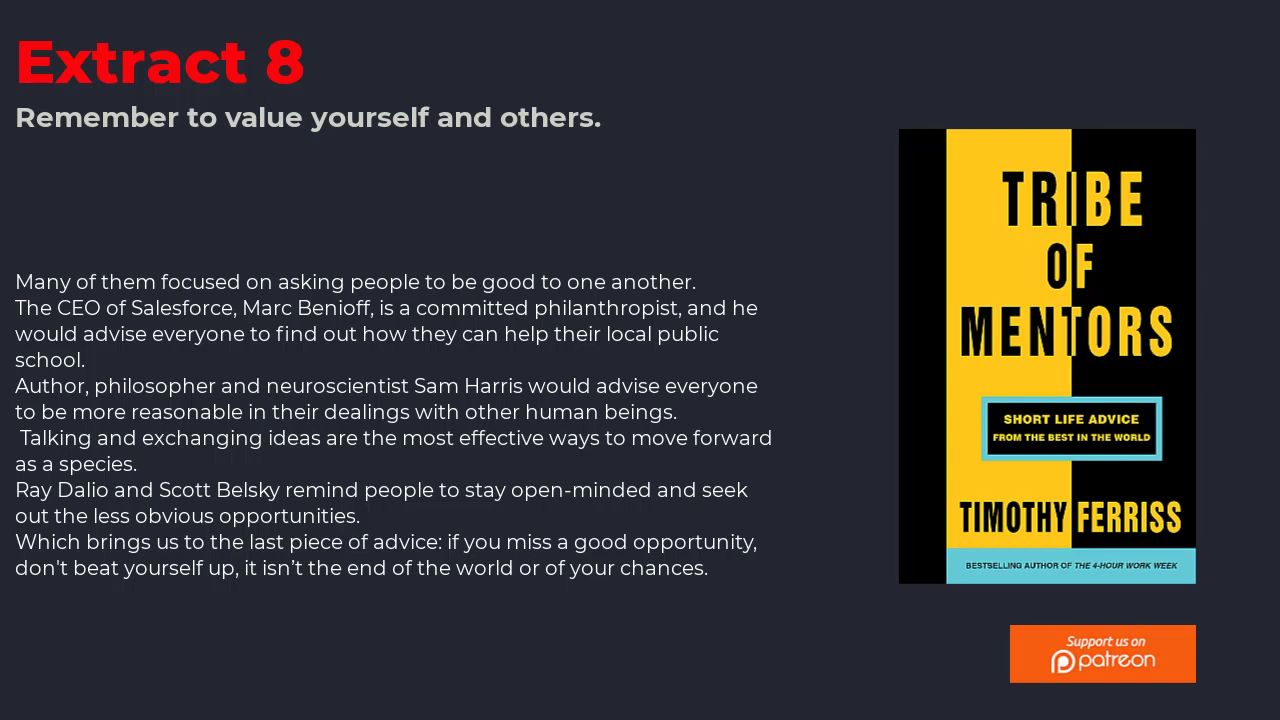 Extract 8
Remember to value yourself and others.
Many of them focused on asking people to be good to one another.
The CEO of Salesforce, Marc Benioff, is a committed philanthropist, and he
would advise everyone to find out how they can help their local public
school.
Author, philosopher and neuroscientist Sam Harris would advise everyone
to be more reasonable in their dealings with other human beings.
Talking and exchanging ideas are the most effective ways to move forward
as a species.
Ray Dalio and Scott Belsky remind people to stay open-minded and seek
out the less obvious opportunities.
Which brings us to the last piece of advice: if you miss a good opportunity,
don't beat yourself up, it isn’t the end of the world or of your chances.
TRIBE
OF
MENTORS
SHORT LIFE ADVICE
FROM THE BEST IN THE WORLD
TIMOTHY FERRISS
BESTSELLING AUTHOR OF THE 4-HOUR WORK WEEK
Support us on
patreon